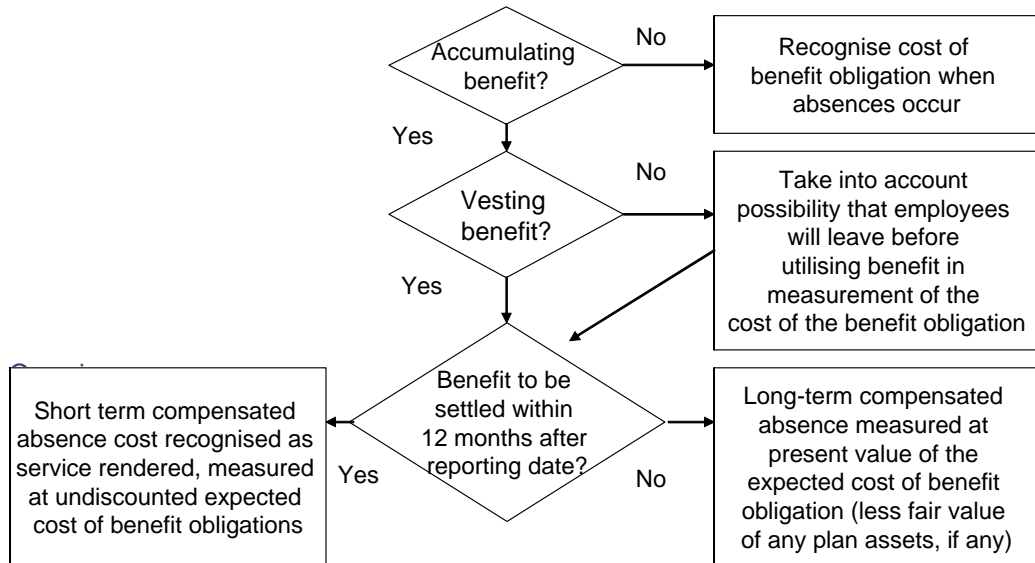 Accumulating
benefit?
No
Recognise cost of
benefit obligation when
absences occur
Yes
Vesting
benefit?
No
Take into account
possibility that employees
will leave before
utilising benefit in
measurement of the
cost of the benefit obligation
Yes
Benefit to be
settled within
12 months after
reporting date?
Yes
Short term compensated
absence cost recognised as
service rendered, measured
at undiscounted expected
cost of benefit obligations
No
Long-term compensated
absence measured at
present value of the
expected cost of benefit
obligation (less fair value
of any plan assets, if any)